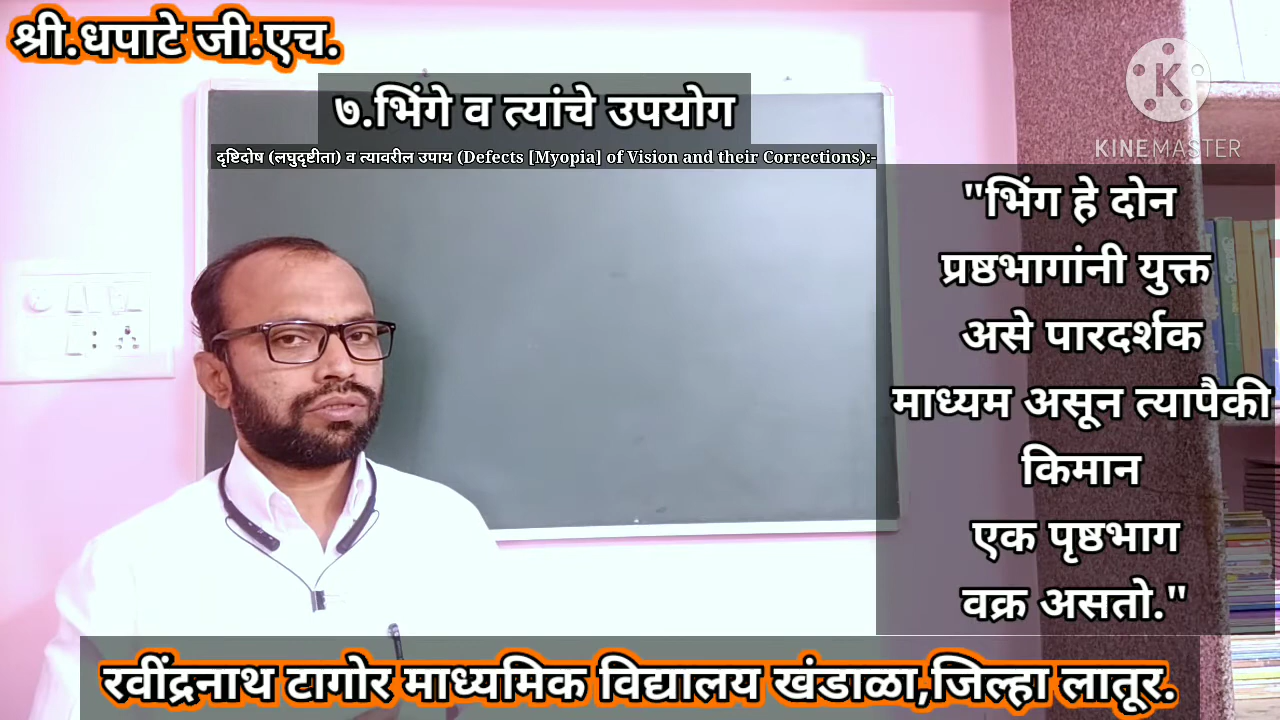 श्री.धपाटे जी.एच.
७.भिंगे व त्यांचे उपयोग
दृष्टिदोष (लघुदृष्टीता) व त्यावरील उपाय (Defects [Myopia] of Vision and their Corrections):-
K
KINEMASTER
"भिंग हे दोन
प्रष्ठभागांनी युक्त
असे पारदर्शक
माध्यम असून त्यापैकी
किमान
एक पृष्ठभाग
वक्र असतो."
रवींद्रनाथ टागोर माध्यमिक विद्यालय खंडाळा,जिल्हा लातूर.